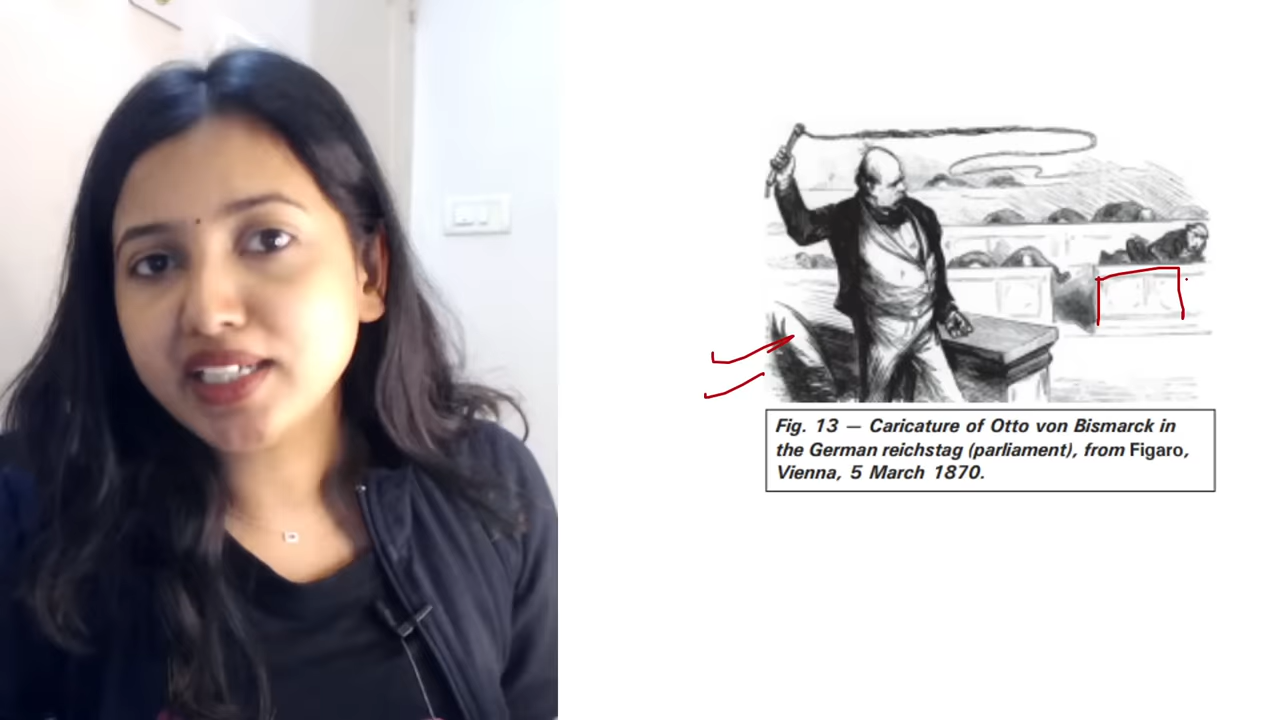 Fig. 13 — Caricature of Otto von Bismarck in
the German reichstag (parliament), from Figaro,
Vienna, 5 March 1870.